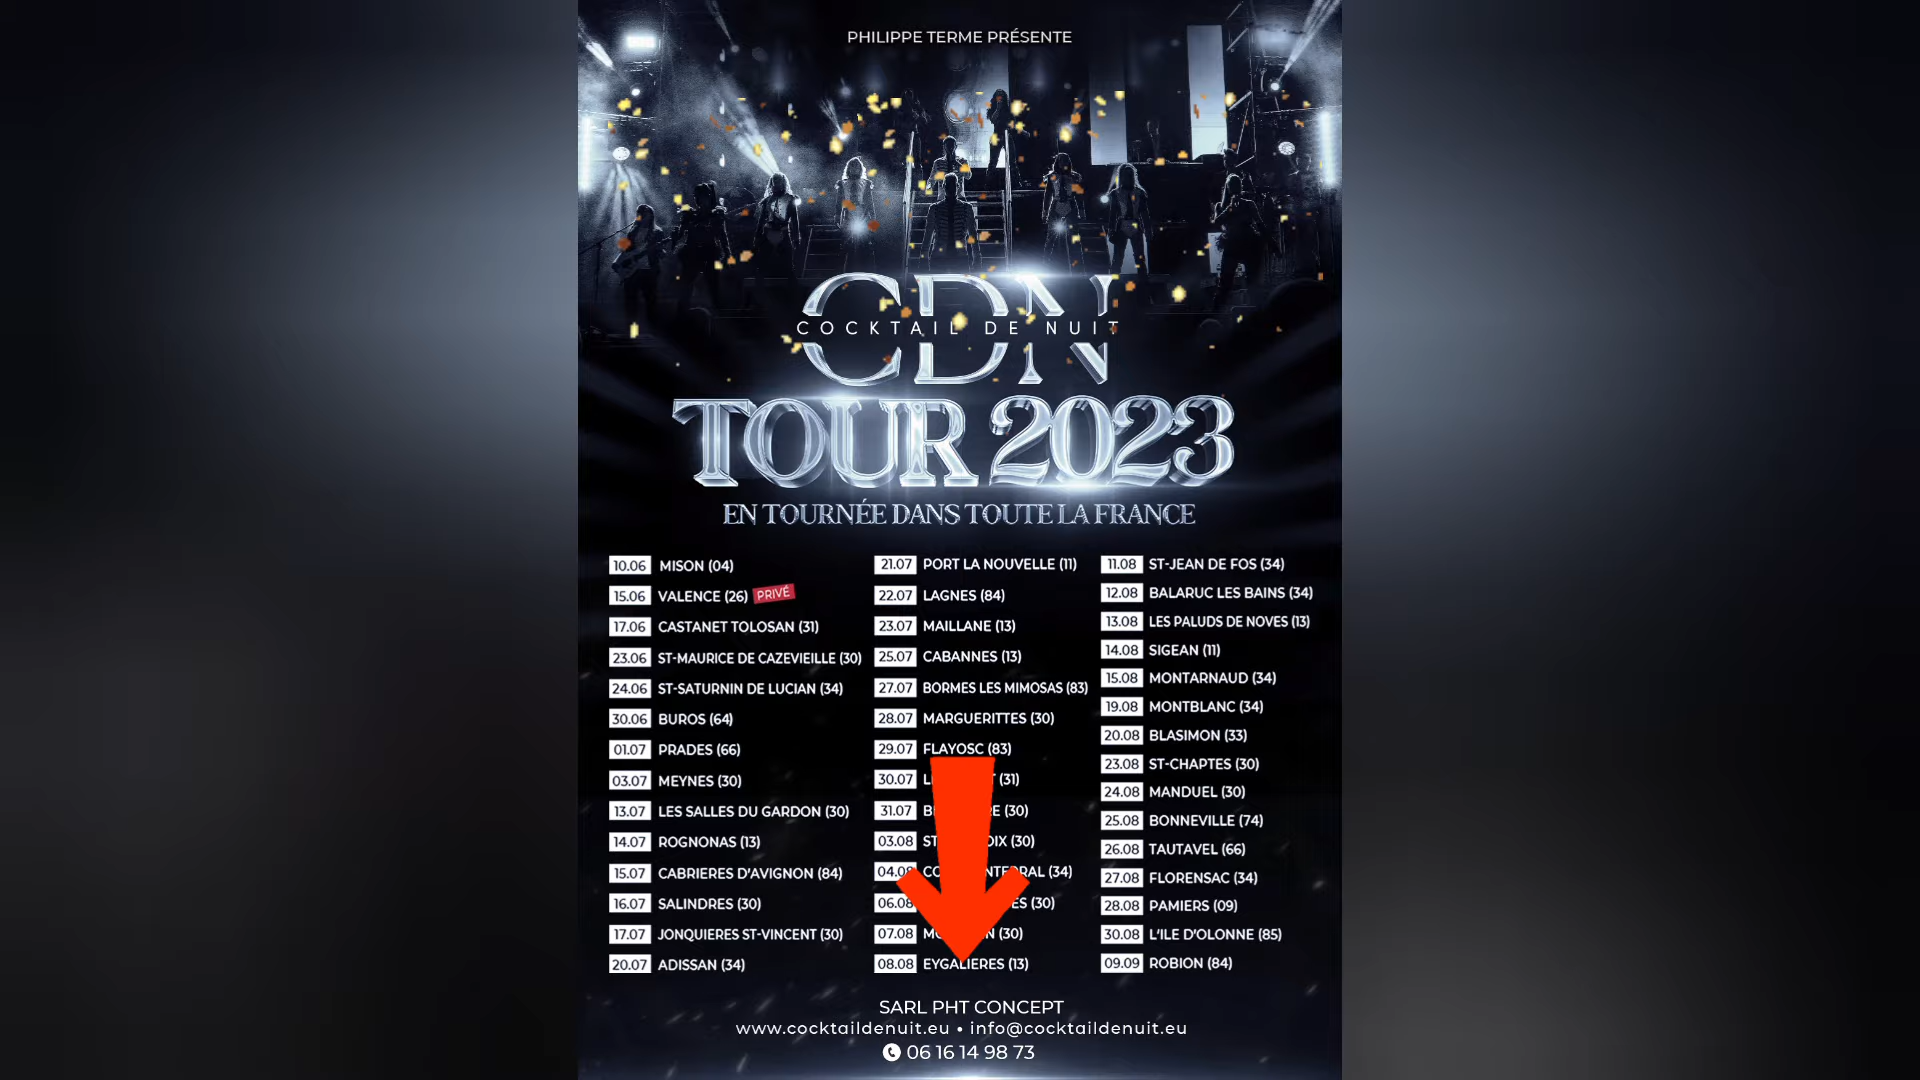 PHILIPPE TERME PRÉSENTE
CDN
COCKTAIL DE NUIT
TOUR 2023
EN TOURNÉE DANS TOUTE LA FRANCE
10.06 MISON (04)
15.06 VALENCE (26) PRIVÉ
17.06 CASTANET TOLOSAN (31)
23.06 ST-MAURICE DE CAZEVIEILLE (30)
24.06 ST-SATURNIN DE LUCIAN (34)
30.06 BUROS (64)
01.07 PRADES (66)
03.07 MEYNES (30)
13.07 LES SALLES DU GARDON (30)
14.07 ROGNONAS (13)
15.07 CABRIERES D'AVIGNON (84)
16.07 SALINDRES (30)
17.07 JONQUIERES ST-VINCENT (30)
20.07 ADISSAN (34)
21.07 PORT LA NOUVELLE (11)
22.07 LAGNES (84)
23.07 MAILLANE (13)
25.07 CABANNES (13)
27.07 BORMES LES MIMOSAS (83)
28.07 MARGUERITTES (30)
29.07 FLAYOSC (83)
30.07 (31)
31.07 (30)
03.08 (30)
04.08 (34)
06.08 (30)
07.08 (30)
08.08 EYGALIERES (13)
11.08 ST-JEAN DE FOS (34)
12.08 BALARUC LES BAINS (34)
13.08 LES PALUDS DE NOVES (13)
14.08 SIGEAN (11)
15.08 MONTARNAUD (34)
19.08 MONTBLANC (34)
20.08 BLASIMON (33)
23.08 ST-CHAPTES (30)
24.08 MANDUEL (30)
25.08 BONNEVILLE (74)
26.08 TAUTAVEL (66)
27.08 FLORENSAC (34)
28.08 PAMIERS (09)
30.08 L'ILE D'OLONNE (85)
09.09 ROBION (84)
SARL PHT CONCEPT
www.cocktaildenuit.eu • info@cocktaildenuit.eu
06 16 14 98 73